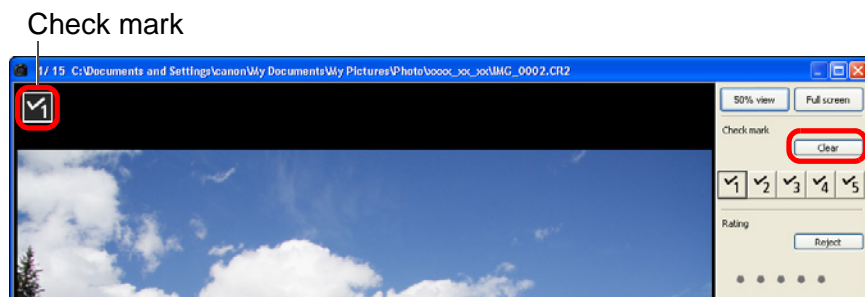 Check mark
1/ 15 C:\Documents and Settings\canon\My Documents\My Pictures\Photo\xxxx_xx_xx\IMG_0002.CR2
1
50% view Full screen
Check mark
Clear
1 2 3 4 5
Rating
Reject